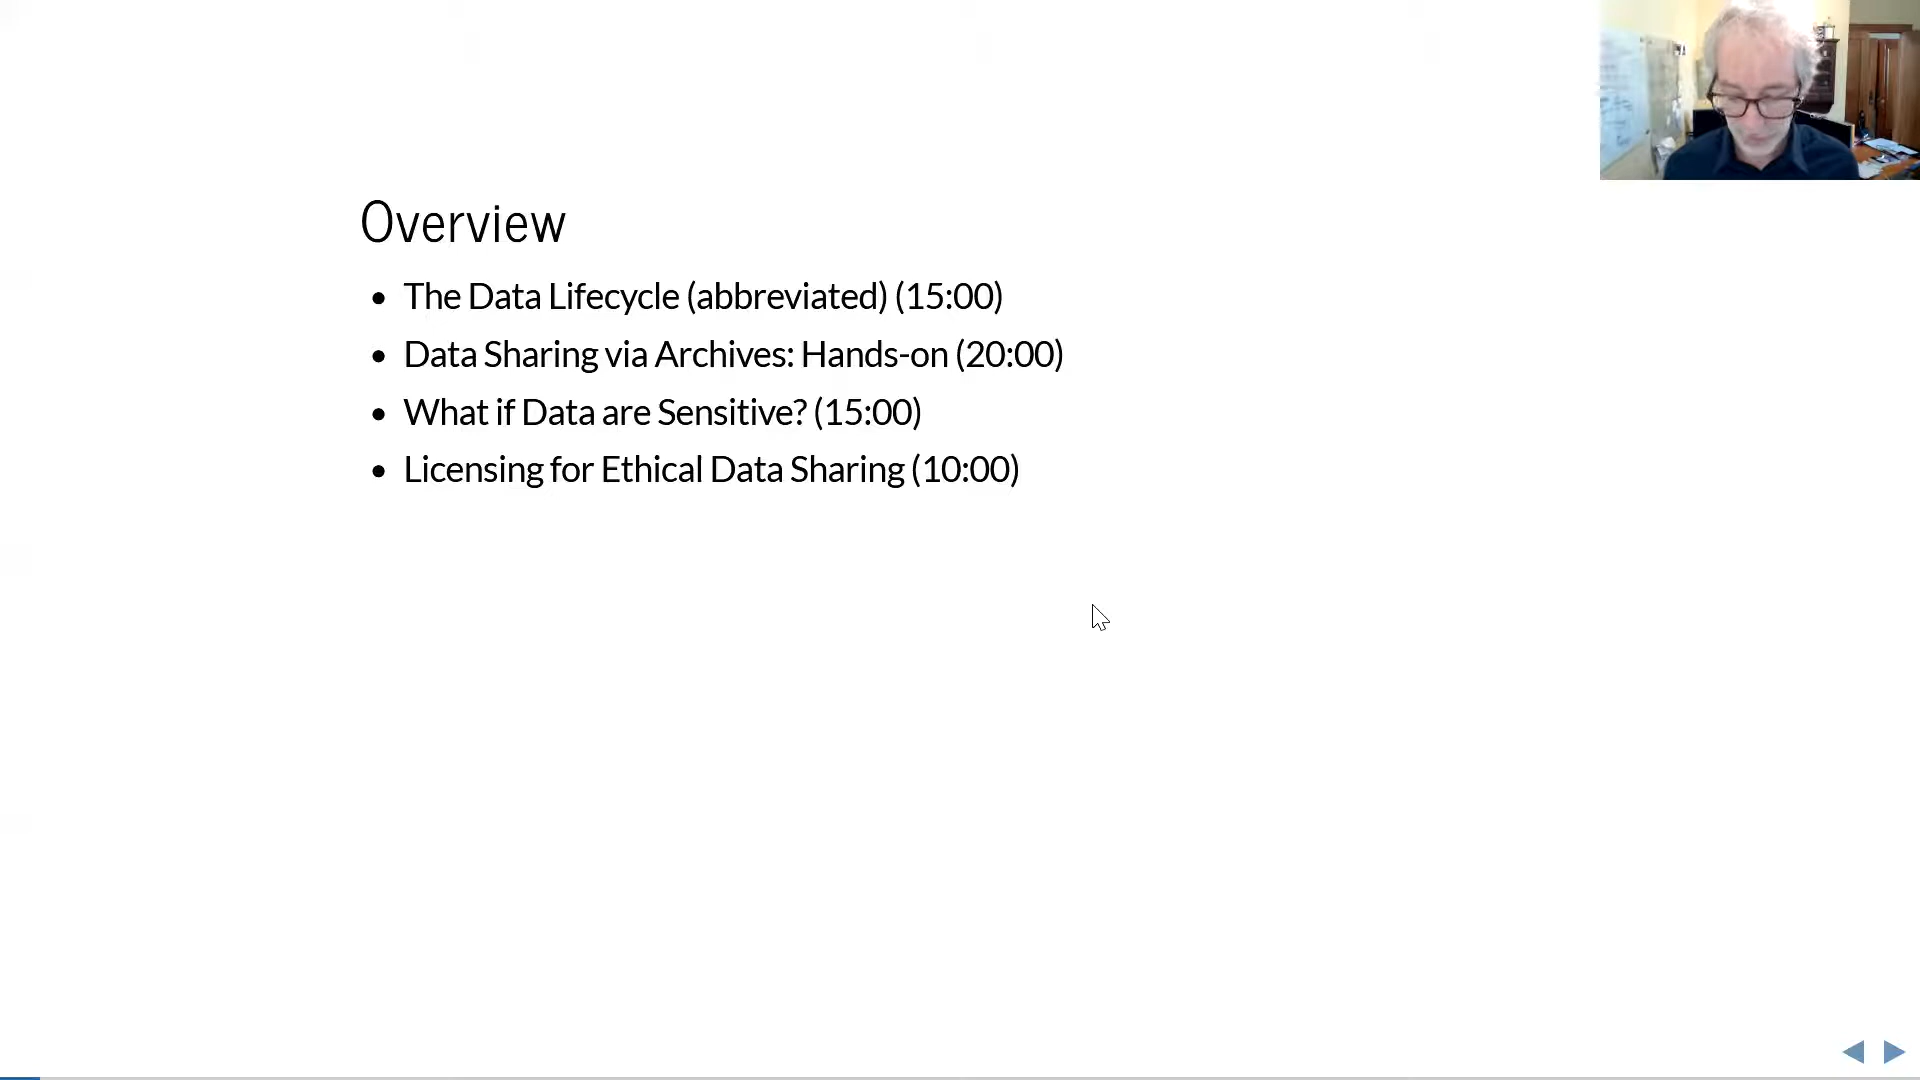 Overview
The Data Lifecycle (abbreviated) (15:00)
Data Sharing via Archives: Hands-on (20:00)
What if Data are Sensitive? (15:00)
Licensing for Ethical Data Sharing (10:00)